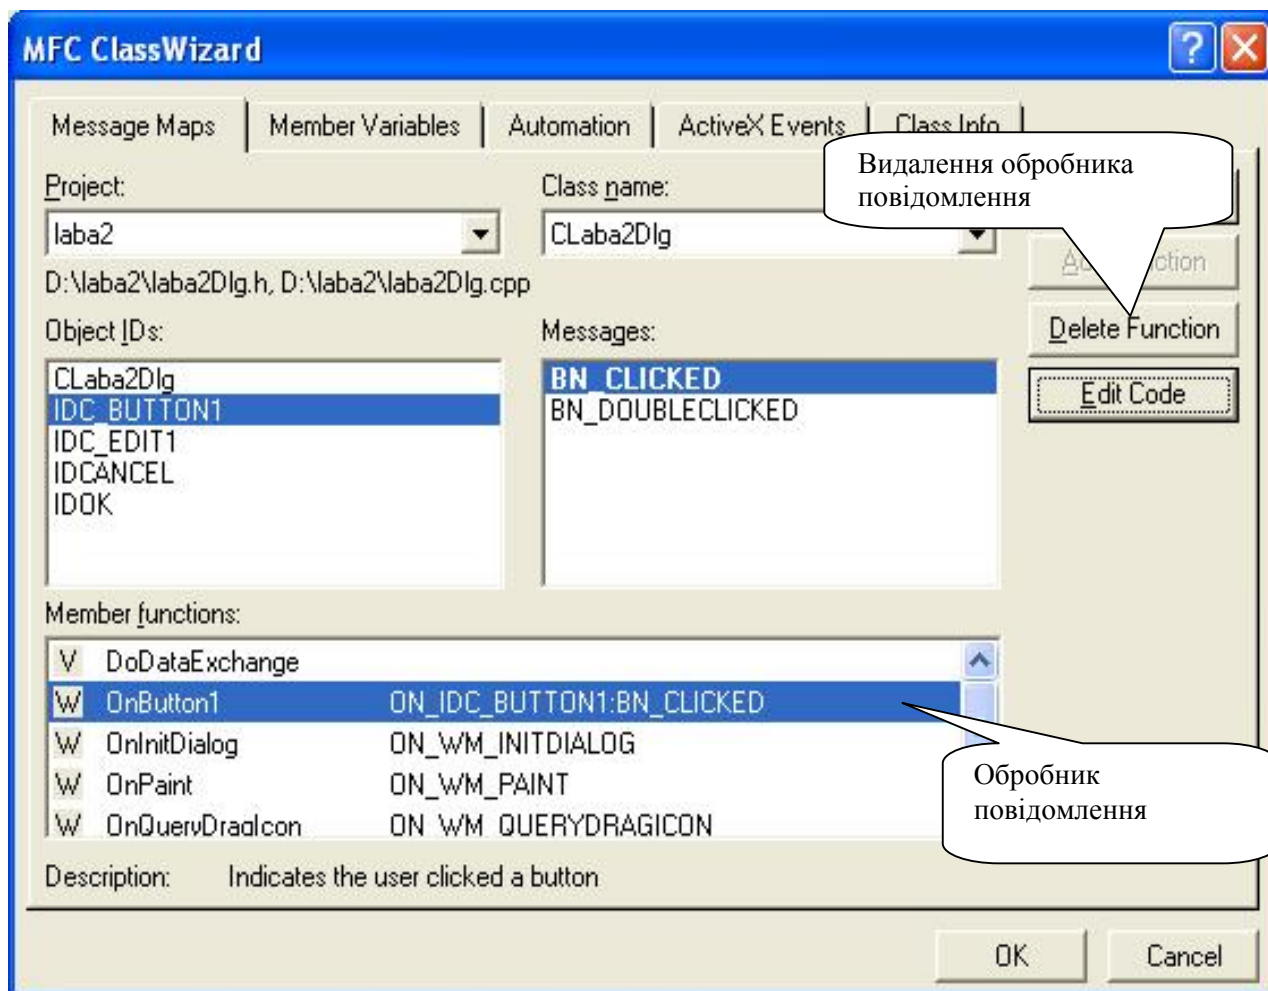 MFC ClassWizard
Message Maps
Member Variables
Automation
ActiveX Events
Class Info
Видалення обробника
повідомлення
Project:
Class name:
laba2
CLaba2Dlg
D:\laba2\laba2Dlg.h, D:\laba2\laba2Dlg.cpp
Object IDs:
Messages:
Delete Function
CLaba2Dlg
IDC_BUTTON1
IDC_EDIT1
IDCANCEL
IDOK
BN_CLICKED
BN_DOUBLECLICKED
Edit Code
Member functions:
V DoDataExchange
W OnButton1 ON_IDC_BUTTON1:BN_CLICKED
W OnInitDialog ON_WM_INITDIALOG
W OnPaint ON_WM_PAINT
W OnQueryDragIcon ON_WM_QUERYDRAGICON
Обробник
повідомлення
Description: Indicates the user clicked a button
OK
Cancel